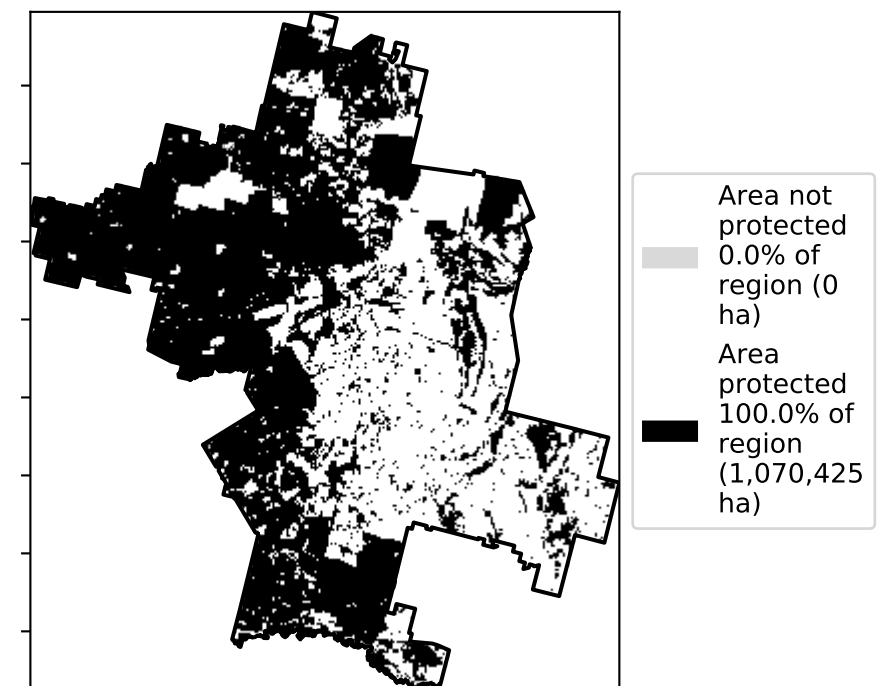 Area not
protected
0.0% of
region (0
ha)
Area
protected
100.0% of
region
(1,070,425
ha)